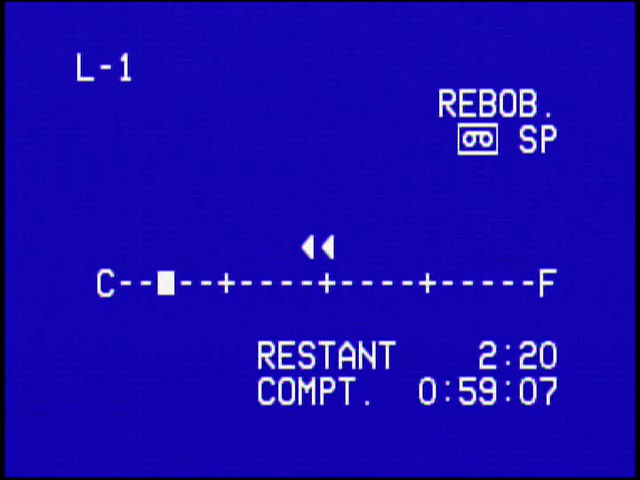 L-1
REBOB.
SP
C--■--+----+----+-----F
RESTANT 2:20
COMPT. 0:59:07